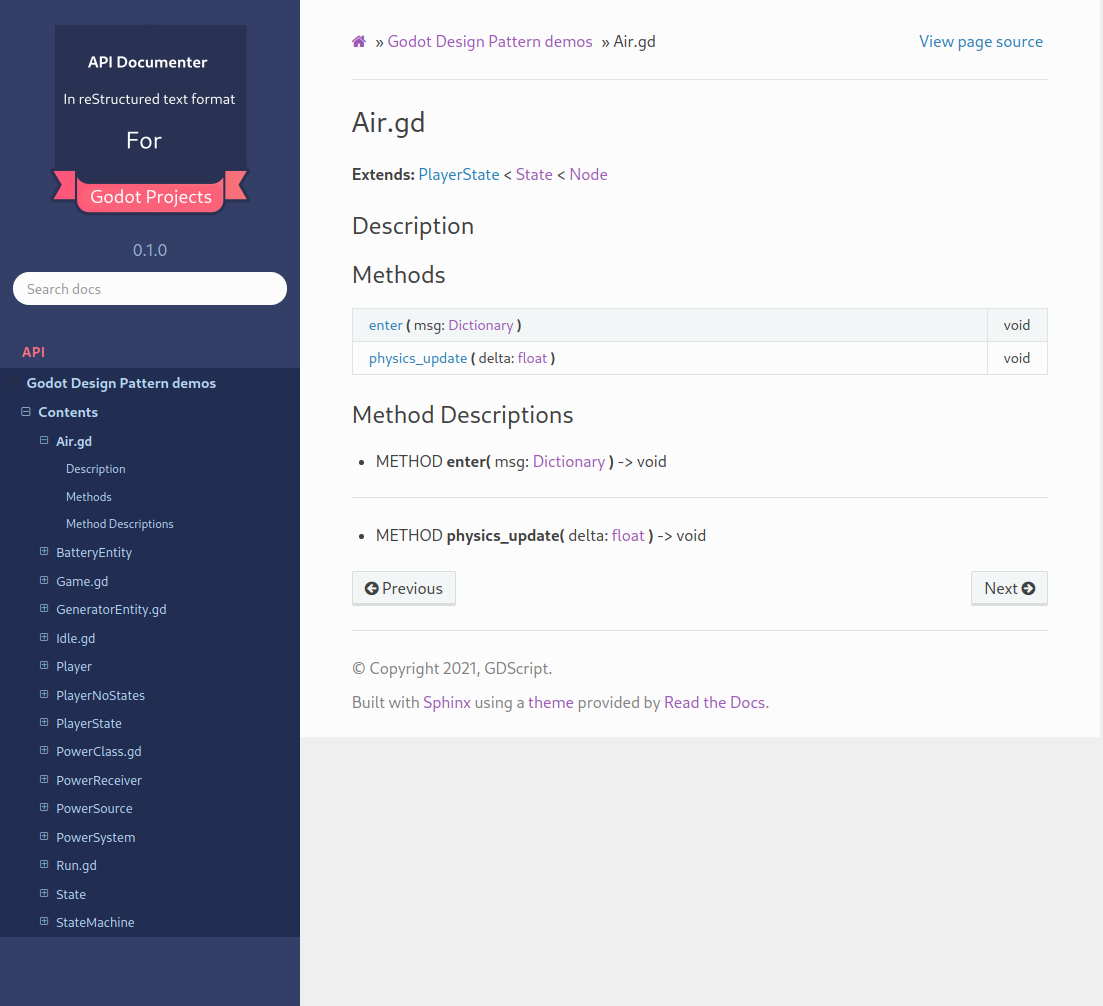 API Documenter
In reStructured text format
For
Godot Projects
0.1.0
Search docs
API
Godot Design Pattern demos
Contents
Air.gd
Description
Methods
Method Descriptions
BatteryEntity
Game.gd
GeneratorEntity.gd
Idle.gd
Player
PlayerNoStates
PlayerState
PowerClass.gd
PowerReceiver
PowerSource
PowerSystem
Run.gd
State
StateMachine
» Godot Design Pattern demos » Air.gd
View page source
Air.gd
Extends: PlayerState < State < Node
Description
Methods
enter ( msg: Dictionary ) void
physics_update ( delta: float ) void
Method Descriptions
• METHOD enter( msg: Dictionary ) -> void
• METHOD physics_update( delta: float ) -> void
Previous
Next
© Copyright 2021, GDScript.
Built with Sphinx using a theme provided by Read the Docs.